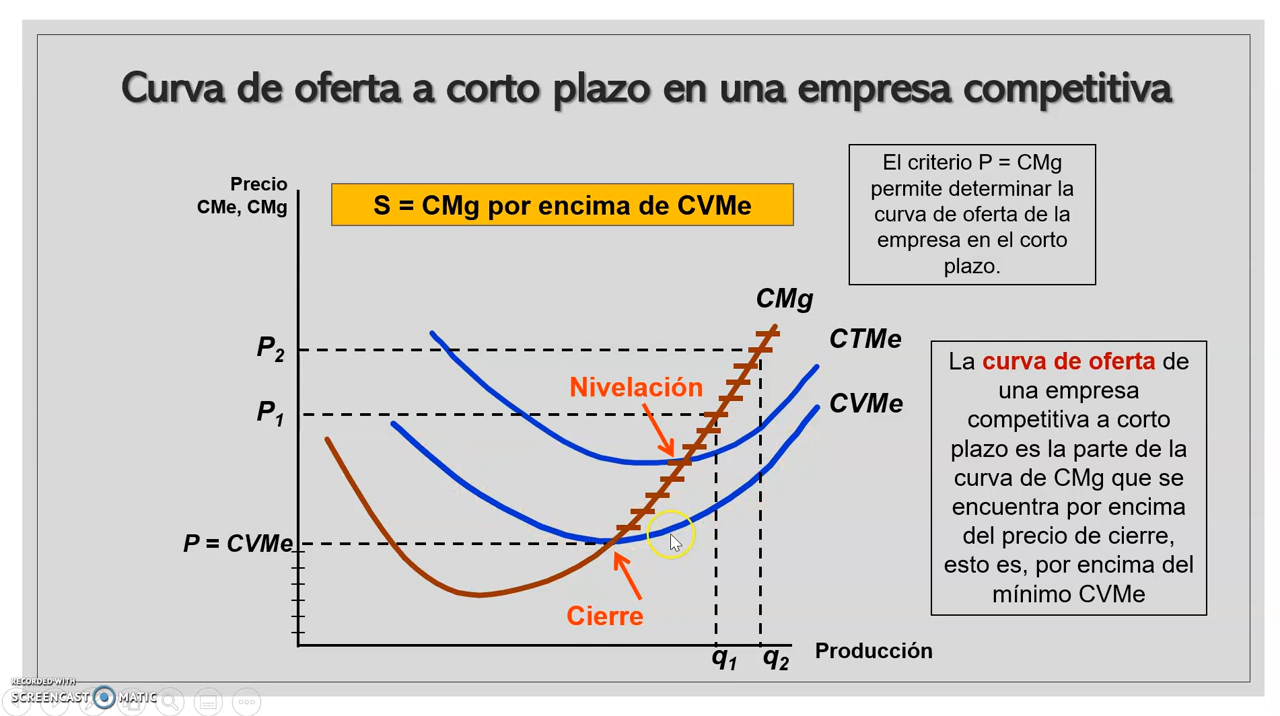 Curva de oferta a corto plazo en una empresa competitiva
Precio
CMe, CMg
S = CMg por encima de CVMe
El criterio P = CMg
permite determinar la
curva de oferta de la
empresa en el corto
plazo.
CMg
P2
CTMe
Nivelación
P1
CVMe
La curva de oferta de
una empresa
competitiva a corto
plazo es la parte de la
curva de CMg que se
encuentra por encima
del precio de cierre,
esto es, por encima del
mínimo CVMe
P = CVMe
Cierre
q1
q2
Producción
RECORDED WITH
SCREENCAST MATIC